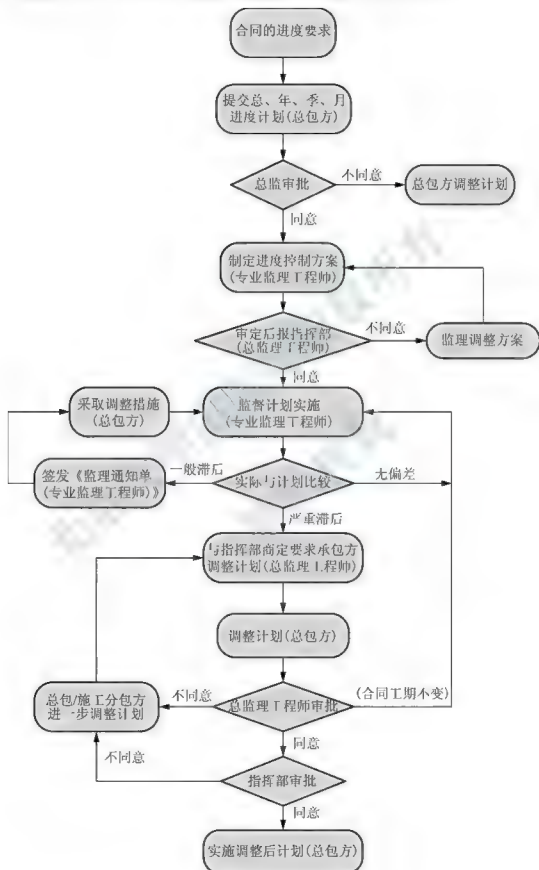 合同的进度要求
提交总、年、季、月
进度计划(总包方)
总监审批
不同意
总包方调整计划
同意
制定进度控制方案
(专业监理工程师)
审定后报指挥部
(总监理工程师)
不同意
监理调整方案
同意
采取调整措施
(总包方)
监督计划实施
(专业监理工程师)
签发《监理通知单
(专业监理工程师)》
一般滞后
实际与计划比较
无偏差
严重滞后
与指挥部商定要求承包方
调整计划(总监理工程师)
调整计划(总包方)
总包/施工分包方
进一步调整计划
不同意
总监理工程师审批
(合同工期不变)
同意
不同意
指挥部审批
同意
实施调整后计划(总包方)